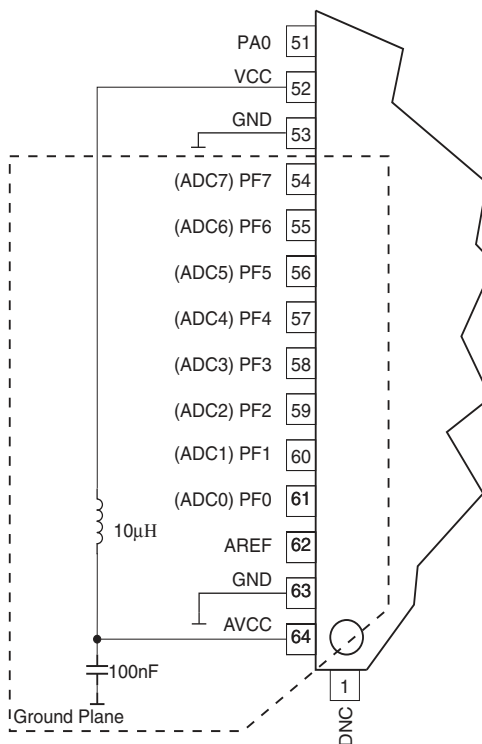 PA0 51
VCC 52
GND 53
(ADC7) PF7 54
(ADC6) PF6 55
(ADC5) PF5 56
(ADC4) PF4 57
(ADC3) PF3 58
(ADC2) PF2 59
(ADC1) PF1 60
(ADC0) PF0 61
10μH
AREF 62
GND 63
AVCC 64
100nF
1
Ground Plane
DNC